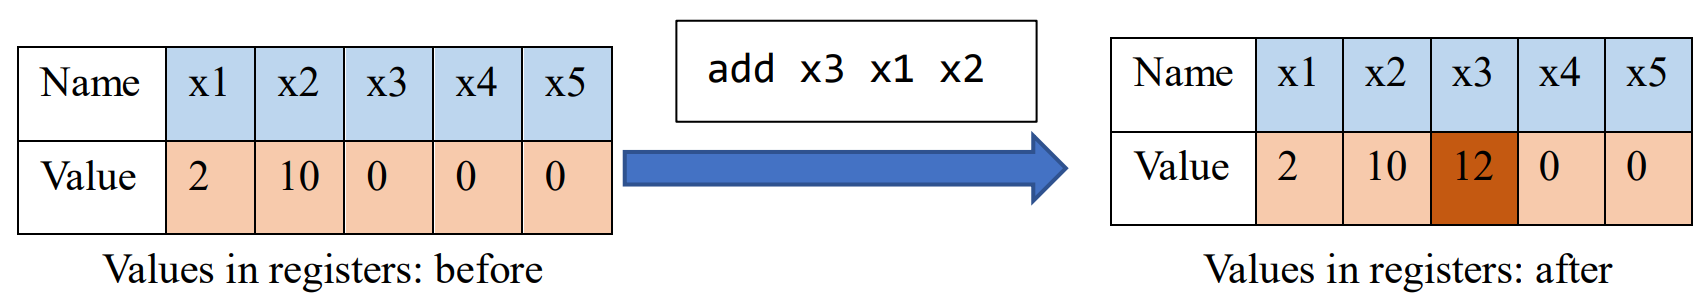 Name x1 x2 x3 x4 x5
Value 2 10 0 0 0
Values in registers: before
add x3 x1 x2
Name x1 x2 x3 x4 x5
Value 2 10 12 0 0
Values in registers: after